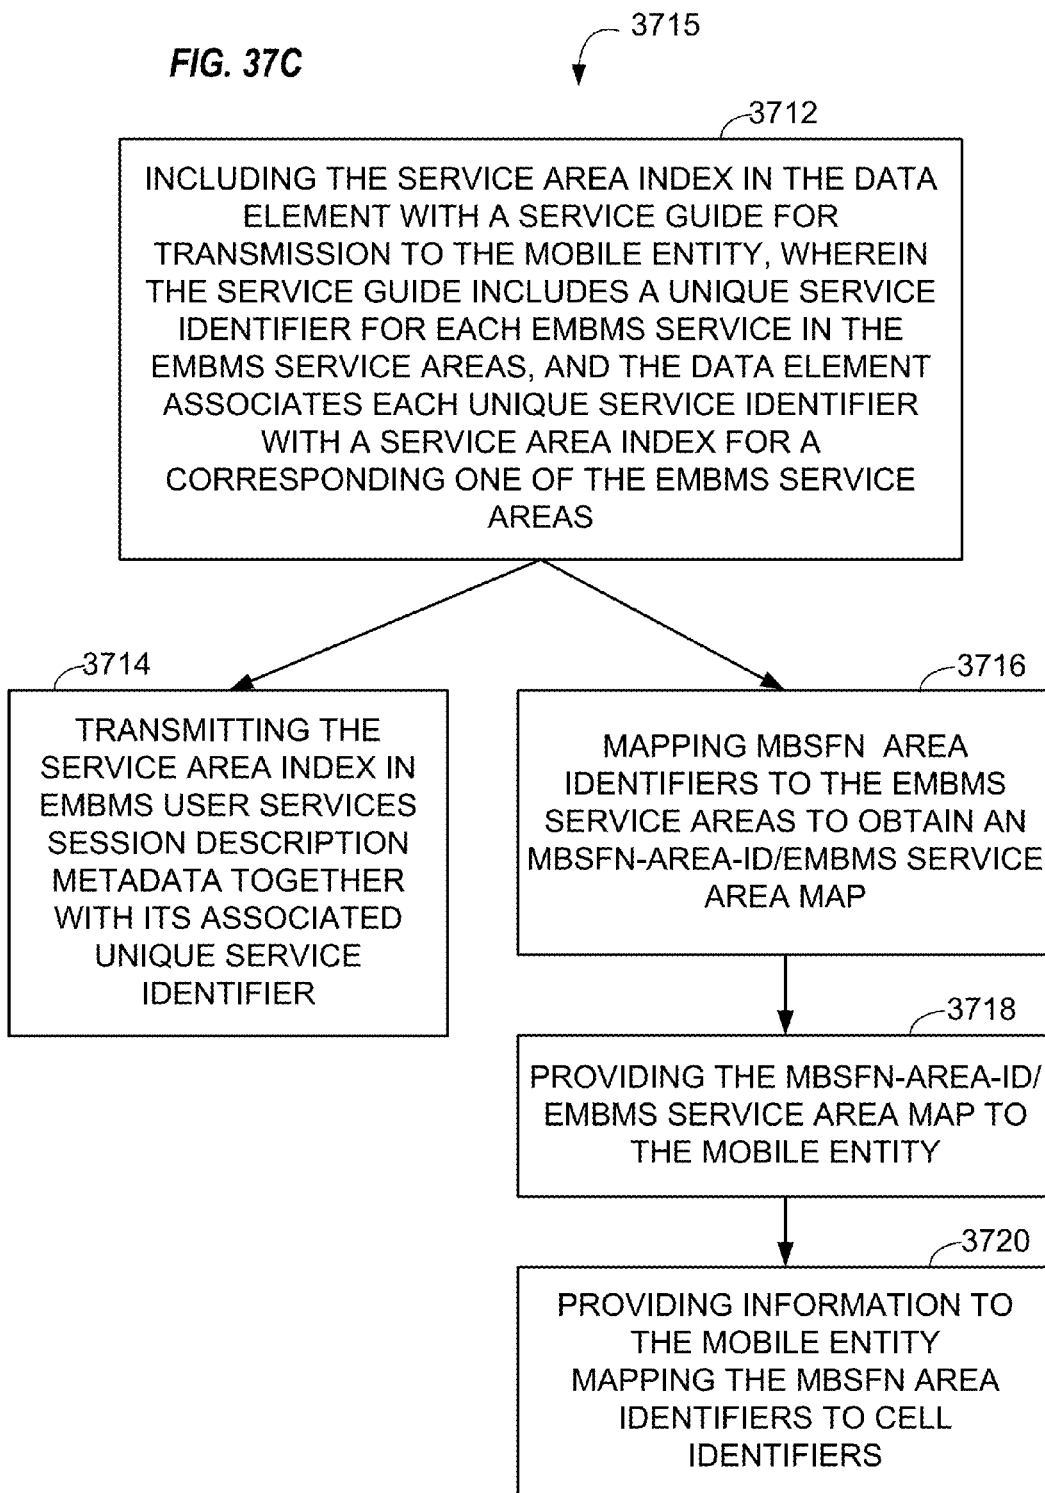 FIG. 37C
3715
3712
INCLUDING THE SERVICE AREA INDEX IN THE DATA
ELEMENT WITH A SERVICE GUIDE FOR
TRANSMISSION TO THE MOBILE ENTITY, WHEREIN
THE SERVICE GUIDE INCLUDES A UNIQUE SERVICE
IDENTIFIER FOR EACH EMBMS SERVICE IN THE
EMBMS SERVICE AREAS, AND THE DATA ELEMENT
ASSOCIATES EACH UNIQUE SERVICE IDENTIFIER
WITH A SERVICE AREA INDEX FOR A
CORRESPONDING ONE OF THE EMBMS SERVICE
AREAS
3714
TRANSMITTING THE
SERVICE AREA INDEX IN
EMBMS USER SERVICES
SESSION DESCRIPTION
METADATA TOGETHER
WITH ITS ASSOCIATED
UNIQUE SERVICE
IDENTIFIER
3716
MAPPING MBSFN AREA
IDENTIFIERS TO THE EMBMS
SERVICE AREAS TO OBTAIN AN
MBSFN-AREA-ID/EMBMS SERVICE
AREA MAP
3718
PROVIDING THE MBSFN-AREA-ID/
EMBMS SERVICE AREA MAP TO
THE MOBILE ENTITY
3720
PROVIDING INFORMATION TO
THE MOBILE ENTITY
MAPPING THE MBSFN AREA
IDENTIFIERS TO CELL
IDENTIFIERS